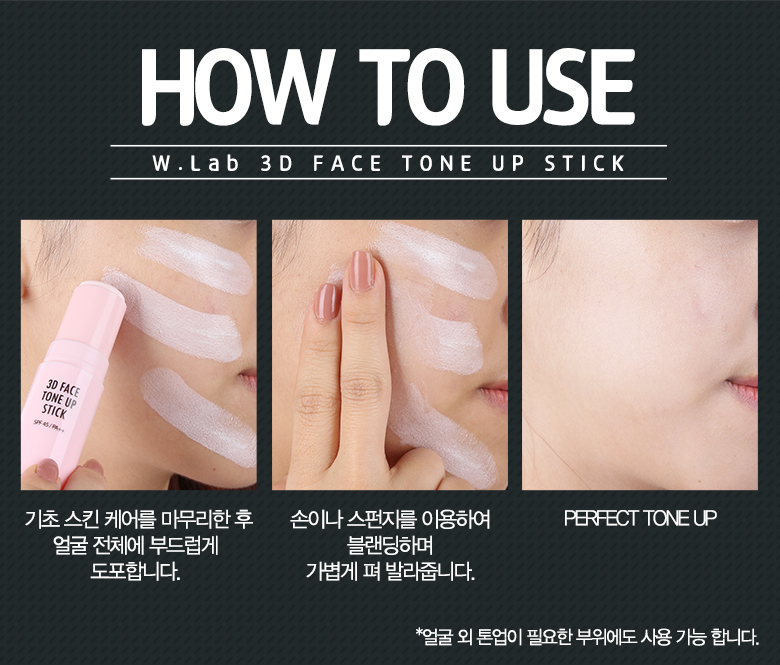 HOW TO USE
W.Lab 3D FACE TONE UP STICK
3D FACE
TONE UP
STICK
SPF 45 / PA++
기초 스킨 케어를 마무리한 후
얼굴 전체에 부드럽게
도포합니다.
손이나 스펀지를 이용하여
블랜딩하며
가볍게 펴 발라줍니다.
PERFECT TONE UP
*얼굴 외 톤업이 필요한 부위에도 사용 가능 합니다.